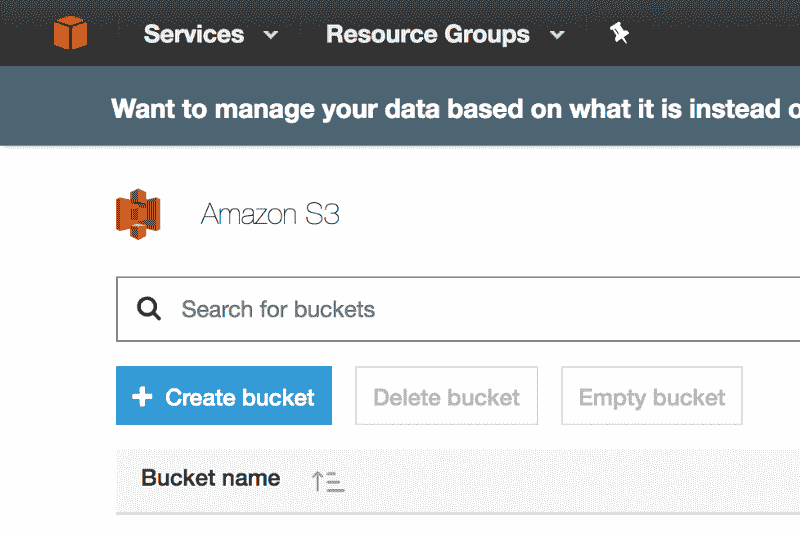 Services Resource Groups
Want to manage your data based on what it is instead
Amazon S3
Search for buckets
+ Create bucket Delete bucket Empty bucket
Bucket name